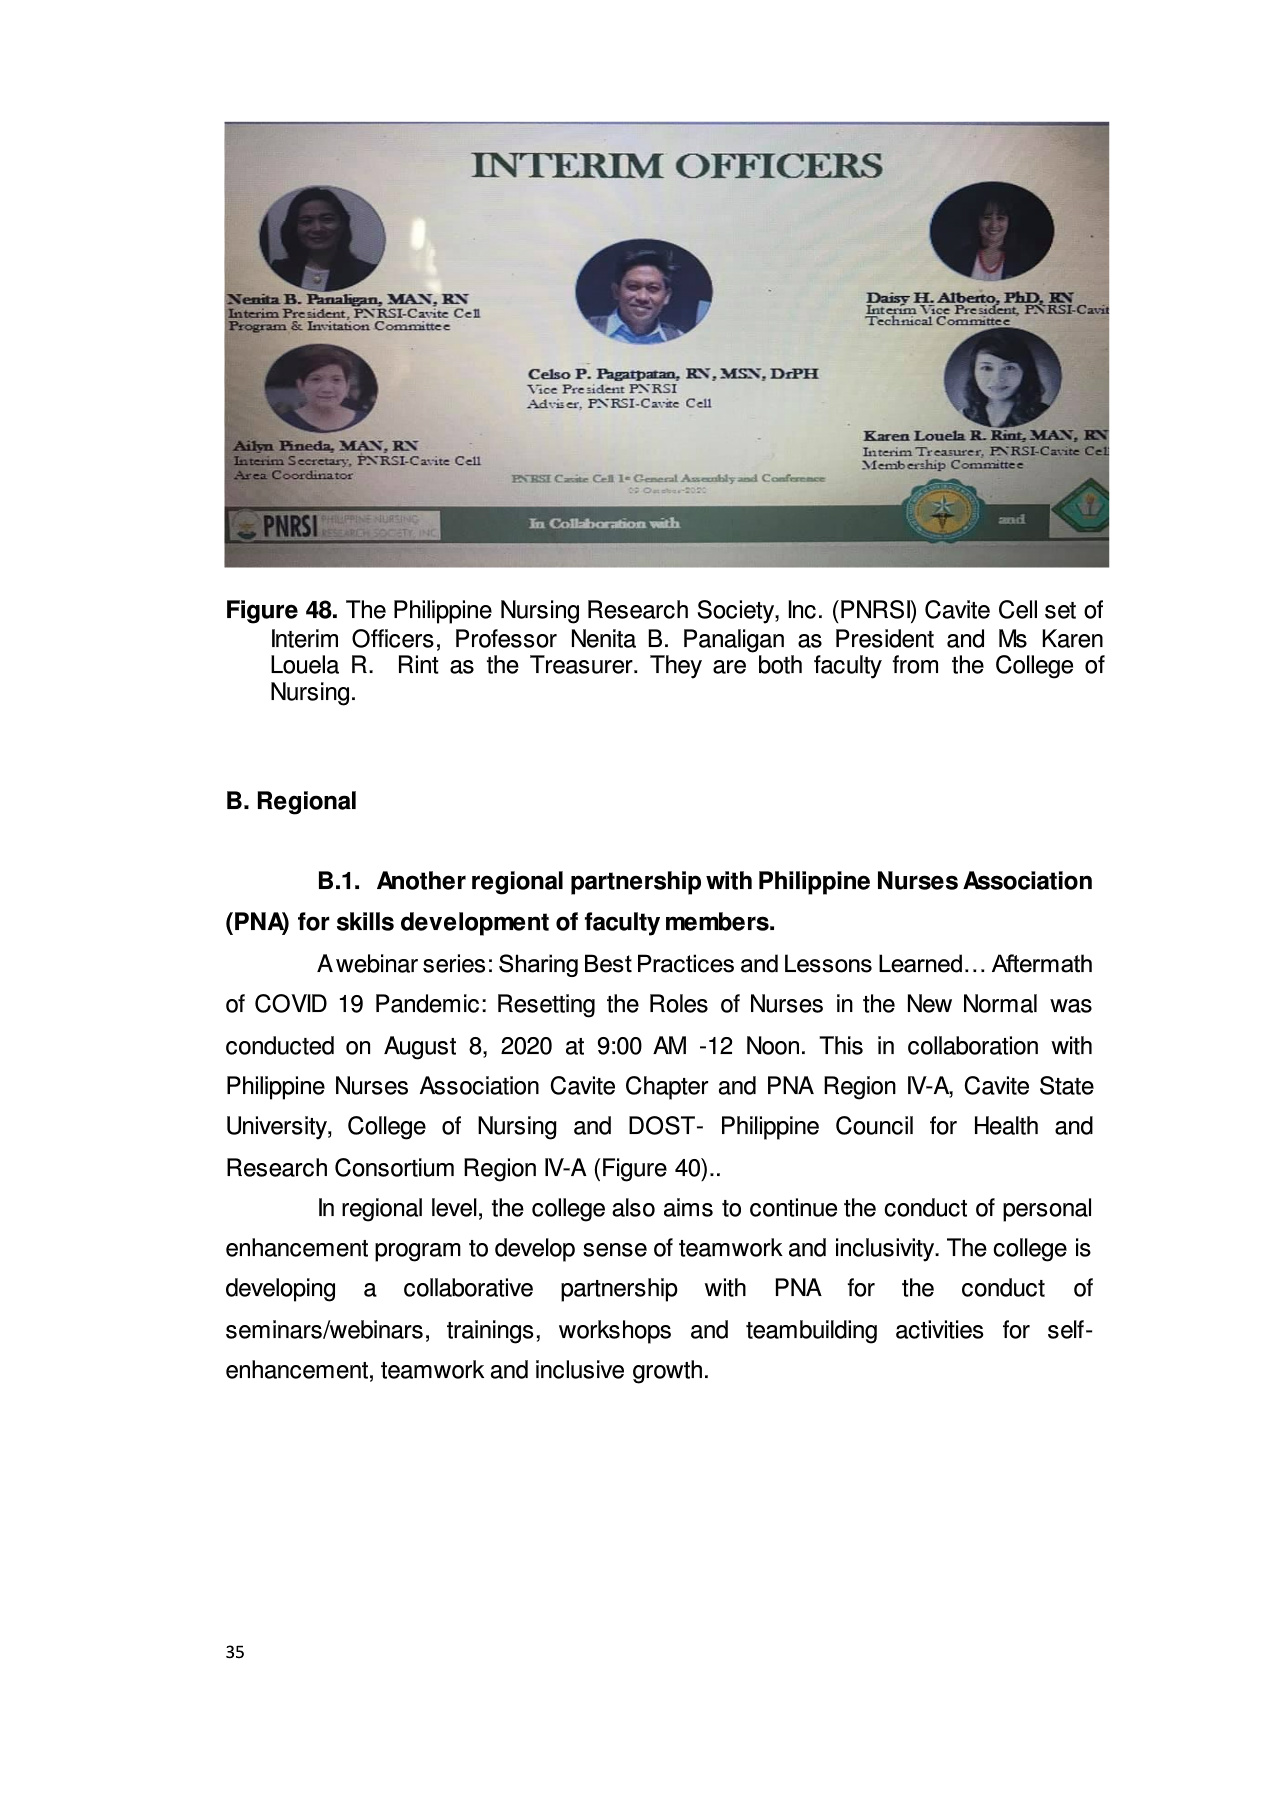 INTERIM OFFICERS
Nenita B. Panaligan, MAN, RN
Interim President, PNRSI-Cavite Cell
Program & Invitation Committee
Daisy H. Alberto, PhD, RN
Interim Vice President, PNRSI-Cavit
Technical Committee
Celso P. Pagatpatan, RN, MSN, DrPH
Vice President PNRSI
Adviser, PNRSI-Cavite Cell
Ailyn Pineda, MAN, RN
Interim Secretary, PNRSI-Cavite Cell
Area Coordinator
Karen Louela R. Rint, MAN, RN
Interim Treasurer, PNRSI-Cavite Cel
Membership Committee
PNRSI Cavite Cell 1st General Assembly and Conference
09 October 2020
PNRSI PHILIPPINE NURSING
RESEARCH SOCIETY, INC.
In Collaboration with
and
Figure 48. The Philippine Nursing Research Society, Inc. (PNRSI) Cavite Cell set of
Interim Officers, Professor Nenita B. Panaligan as President and Ms Karen
Louela R. Rint as the Treasurer. They are both faculty from the College of
Nursing.
B. Regional
B.1. Another regional partnership with Philippine Nurses Association
(PNA) for skills development of faculty members.
A webinar series: Sharing Best Practices and Lessons Learned… Aftermath
of COVID 19 Pandemic: Resetting the Roles of Nurses in the New Normal was
conducted on August 8, 2020 at 9:00 AM -12 Noon. This in collaboration with
Philippine Nurses Association Cavite Chapter and PNA Region IV-A, Cavite State
University, College of Nursing and DOST- Philippine Council for Health and
Research Consortium Region IV-A (Figure 40)..
In regional level, the college also aims to continue the conduct of personal
enhancement program to develop sense of teamwork and inclusivity. The college is
developing a collaborative partnership with PNA for the conduct of
seminars/webinars, trainings, workshops and teambuilding activities for self-
enhancement, teamwork and inclusive growth.
35